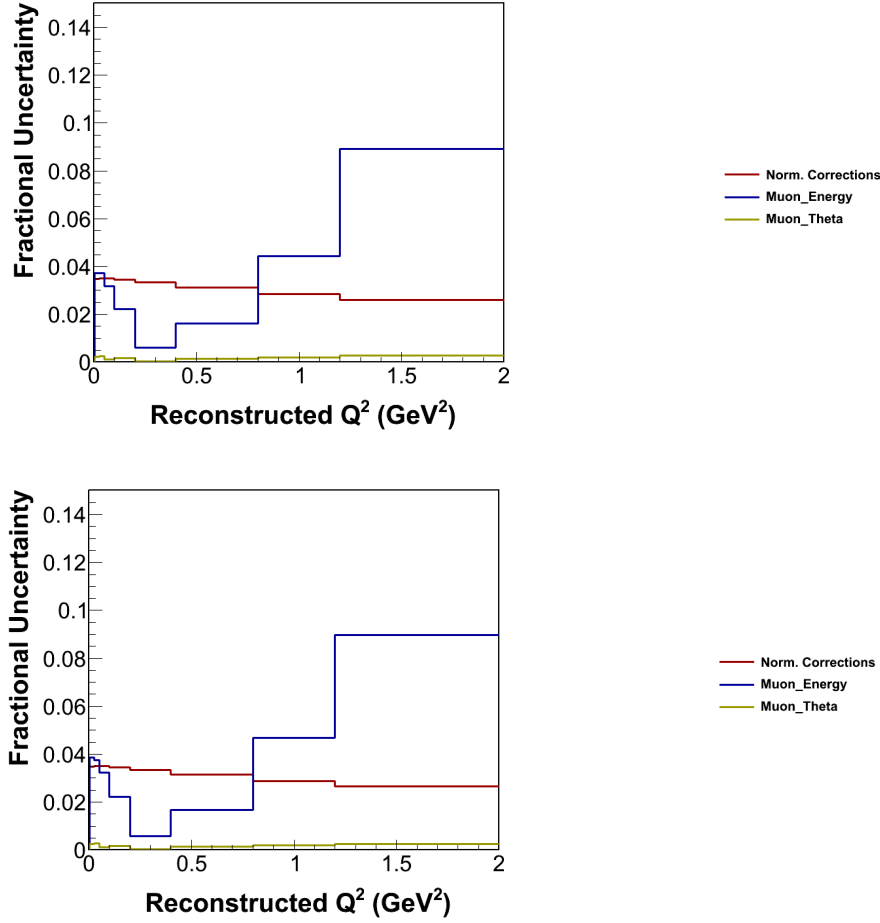 Fractional Uncertainty
0.14
0.12
0.1
0.08
0.06
0.04
0.02
0
0 0.5 1 1.5 2
Reconstructed Q² (GeV²)
Norm. Corrections
Muon_Energy
Muon_Theta
Fractional Uncertainty
0.14
0.12
0.1
0.08
0.06
0.04
0.02
0
0 0.5 1 1.5 2
Reconstructed Q² (GeV²)
Norm. Corrections
Muon_Energy
Muon_Theta